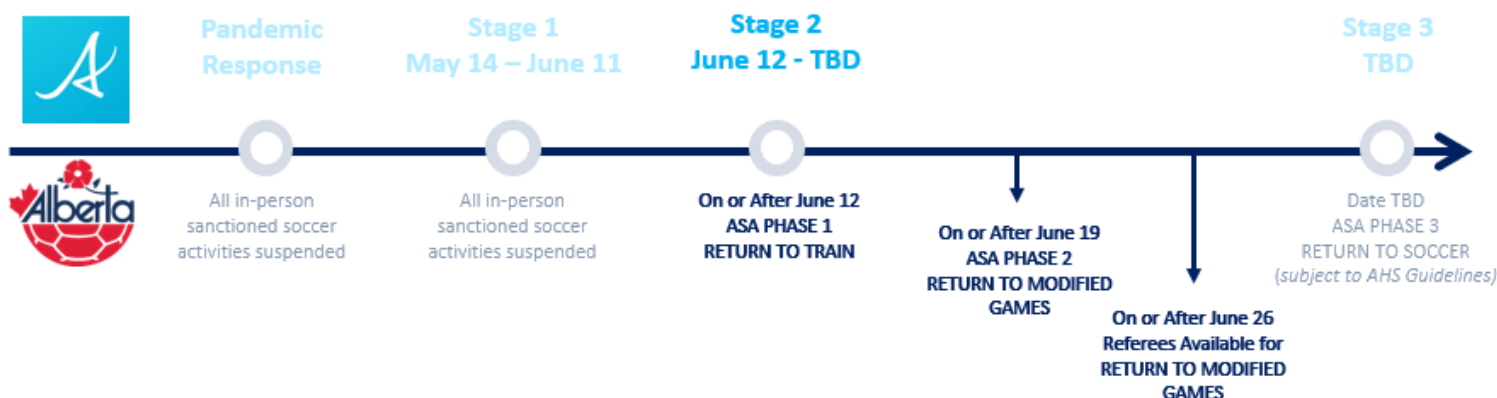 Pandemic
Response
Stage 1
May 14 – June 11
Stage 2
June 12 - TBD
Stage 3
TBD
A
Alberta
All in-person
sanctioned soccer
activities suspended
All in-person
sanctioned soccer
activities suspended
On or After June 12
ASA PHASE 1
RETURN TO TRAIN
On or After June 19
ASA PHASE 2
RETURN TO MODIFIED
GAMES
On or After June 26
Referees Available for
RETURN TO MODIFIED
GAMES
Date TBD
ASA PHASE 3
RETURN TO SOCCER
(subject to AHS Guidelines)